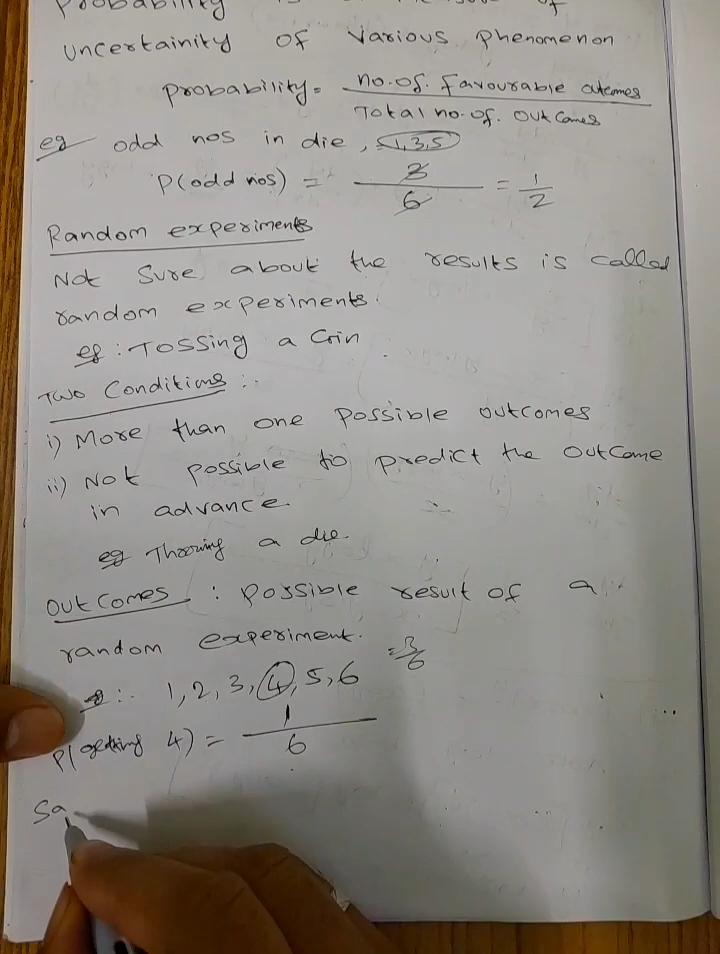 Probability
uncertainity of various phenomenon
probability = no. of. favourable outcomes
Total no. of. outcomes
eg odd nos in die, 1,3,5
P(odd nos) = 3/6 = 1/2
Random experiments
Not sure about the results is called
random experiments.
eg : Tossing a Coin
Two Conditions :.
i) More than one possible outcomes
ii) Not possible to predict the outcome
in advance.
eg Throwing a die.
Outcomes : possible result of a
random experiment.
= 3/6
eg :. 1, 2, 3, 4, 5, 6
P(getting 4) = 1/6
Sa